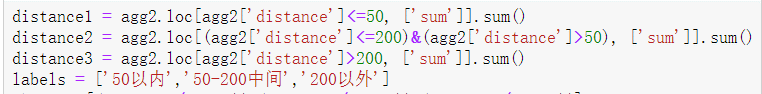 distance1 = agg2.loc[agg2['distance']<=50, ['sum']].sum()
distance2 = agg2.loc[(agg2['distance']<=200)&(agg2['distance']>50), ['sum']].sum()
distance3 = agg2.loc[agg2['distance']>200, ['sum']].sum()
labels = ['50以内','50-200中间','200以外']